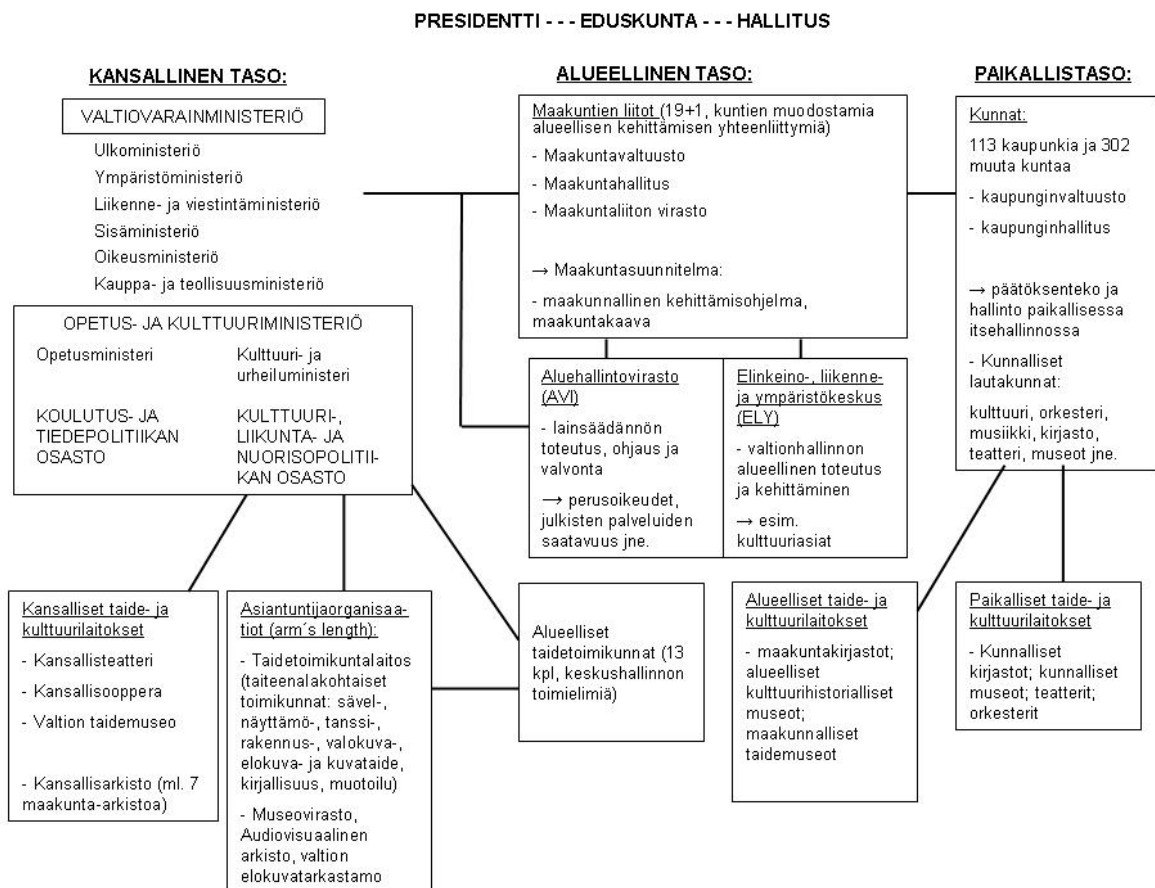 PRESIDENTTI - - - EDUSKUNTA - - - HALLITUS
KANSALLINEN TASO:
VALTIOVARAINMINISTERIÖ
Ulkoministeriö
Ympäristöministeriö
Liikenne- ja viestintäministeriö
Sisäministeriö
Oikeusministeriö
Kauppa- ja teollisuusministeriö
OPETUS- JA KULTTUURIMINISTERIÖ
Opetusministeri
KOULUTUS- JA
TIEDEPOLITIIKAN
OSASTO
Kulttuuri- ja
urheiluministeri
KULTTUURI-,
LIIKUNTA- JA
NUORISOPOLITII-
KAN OSASTO
Kansalliset taide- ja
kulttuurilaitokset
- Kansallisteatteri
- Kansallisooppera
- Valtion taidemuseo
- Kansallisarkisto (ml. 7
maakunta-arkistoa)
Asiantuntijaorganisaa-
tiot (arm´s length):
- Taidetoimikuntalaitos
(taiteenalakohtaiset
toimikunnat: sävel-,
näyttämö-, tanssi-,
rakennus-, valokuva-,
elokuva- ja kuvataide,
kirjallisuus, muotoilu)
- Museovirasto,
Audiovisuaalinen
arkisto, valtion
elokuvatarkastamo
ALUEELLINEN TASO:
Maakuntien liitot (19+1, kuntien muodostamia
alueellisen kehittämisen yhteenliittymiä)
- Maakuntavaltuusto
- Maakuntahallitus
- Maakuntaliiton virasto
→ Maakuntasuunnitelma:
- maakunnallinen kehittämisohjelma,
maakuntakaava
Aluehallintovirasto
(AVI)
- lainsäädännön
toteutus, ohjaus ja
valvonta
→ perusoikeudet,
julkisten palveluiden
saatavuus jne.
Elinkeino-, liikenne-
ja ympäristökeskus
(ELY)
- valtionhallinnon
alueellinen toteutus
ja kehittäminen
→ esim.
kulttuuriasiat
Alueelliset
taidetoimikunnat (13
kpl, keskushallinnon
toimielimiä)
Alueelliset taide- ja
kulttuurilaitokset
- maakuntakirjastot;
alueelliset
kulttuurihistorialliset
museot;
maakunnalliset
taidemuseot
PAIKALLISTASO:
Kunnat:
113 kaupunkia ja 302
muuta kuntaa
- kaupunginvaltuusto
- kaupunginhallitus
→ päätöksenteko ja
hallinto paikallisessa
itsehallinnossa
- Kunnalliset
lautakunnat:
kulttuuri, orkesteri,
musiikki, kirjasto,
teatteri, museot jne.
Paikalliset taide- ja
kulttuurilaitokset
- Kunnalliset
kirjastot; kunnalliset
museot; teatterit;
orkesterit